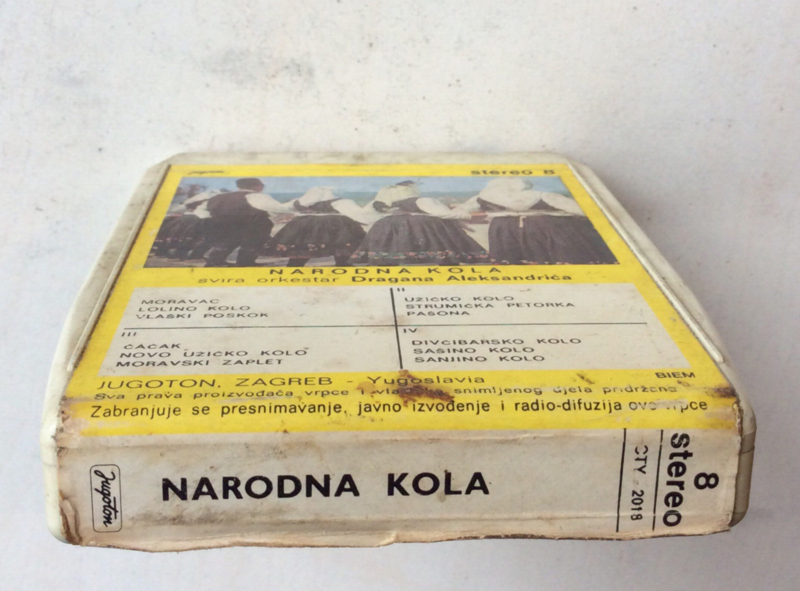 Jugoton
stereo 8
NARODNA KOLA
svira orkestar Dragana Aleksandrića
MORAVAC
LOLINO KOLO
VLAŠKI POSKOK
II
UŽIČKO KOLO
STRUMIČKA PETORKA
PAŠONA
III
ČAČAK
NOVO UŽIČKO KOLO
MORAVSKI ZAPLET
IV
DIVČIBARSKO KOLO
SAŠINO KOLO
SANJINO KOLO
JUGOTON, ZAGREB - Yugoslavia
BIEM
Sva prava proizvođača vrpce i vlasnika snimljenog djela pridržana
Zabranjuje se presnimavanje, javno izvođenje i radio-difuzija ove vrpce
Jugoton
NARODNA KOLA
CTY - 2018
stereo
8